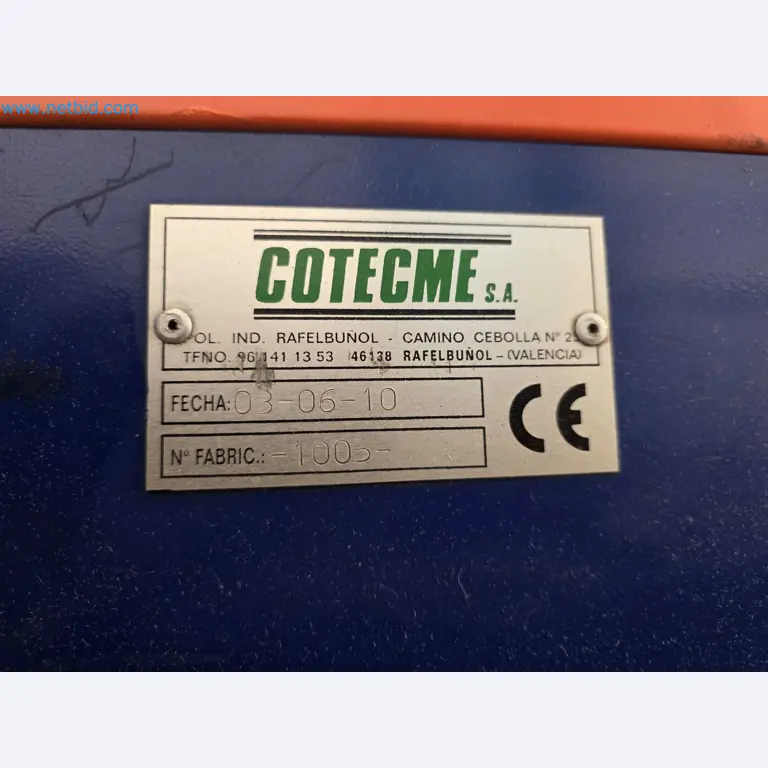 www.netbid.com
COTECME S.A.
POL. IND. RAFELBUÑOL - CAMINO CEBOLLA Nº
TFNO. 96 141 13 53 46138 RAFELBUÑOL - (VALENCIA)
FECHA: 03-06-10
Nº FABRIC.: -1005-
CE